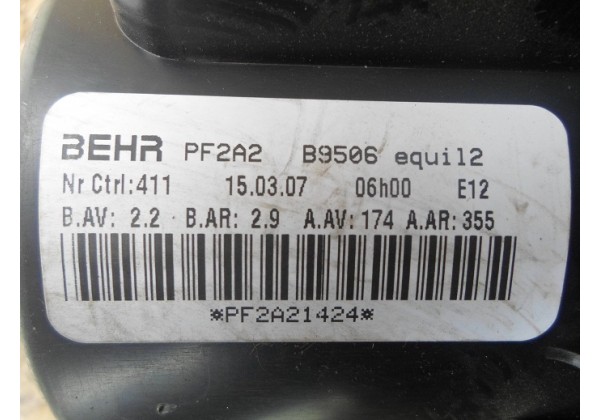 BEHR PF2A2 B9506 equil2
Nr Ctrl:411 15.03.07 06h00 E12
B.AV: 2.2 B.AR: 2.9 A.AV: 174 A.AR: 355
*PF2A21424*